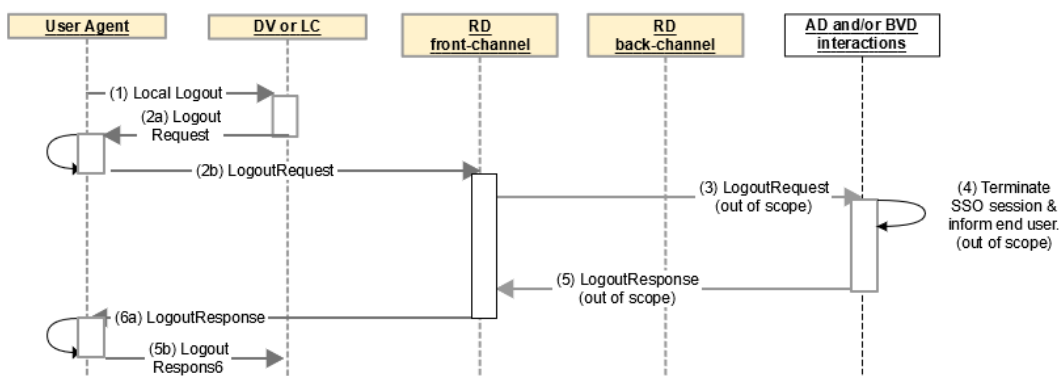 User Agent
DV or LC
RD
front-channel
RD
back-channel
AD and/or BVD
interactions
(1) Local Logout
(2a) Logout
Request
(2b) LogoutRequest
(3) LogoutRequest
(out of scope)
(4) Terminate
SSO session &
inform end user.
(out of scope)
(5) LogoutResponse
(out of scope)
(6a) LogoutResponse
(5b) Logout
Respons6